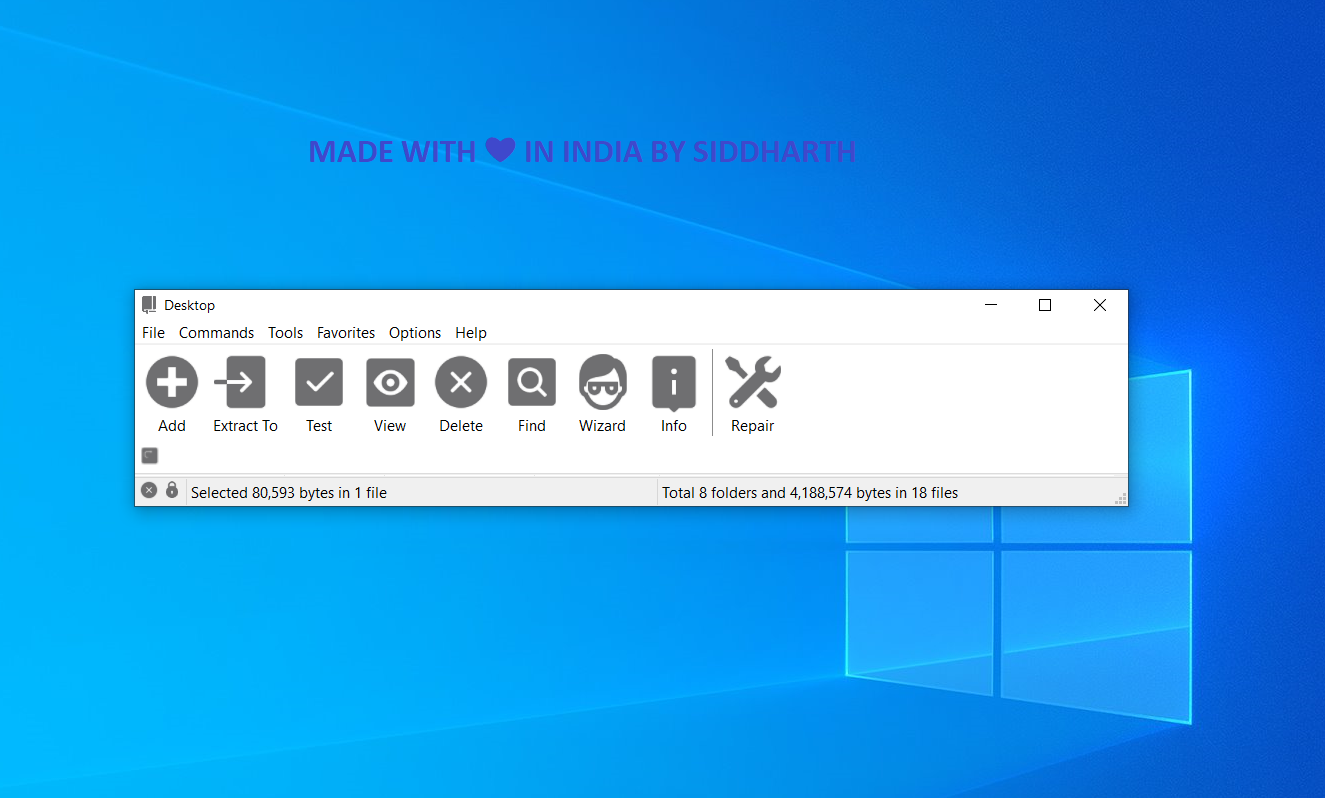 MADE WITH ❤ IN INDIA BY SIDDHARTH
Desktop
File Commands Tools Favorites Options Help
Add Extract To Test View Delete Find Wizard Info Repair
Selected 80,593 bytes in 1 file Total 8 folders and 4,188,574 bytes in 18 files